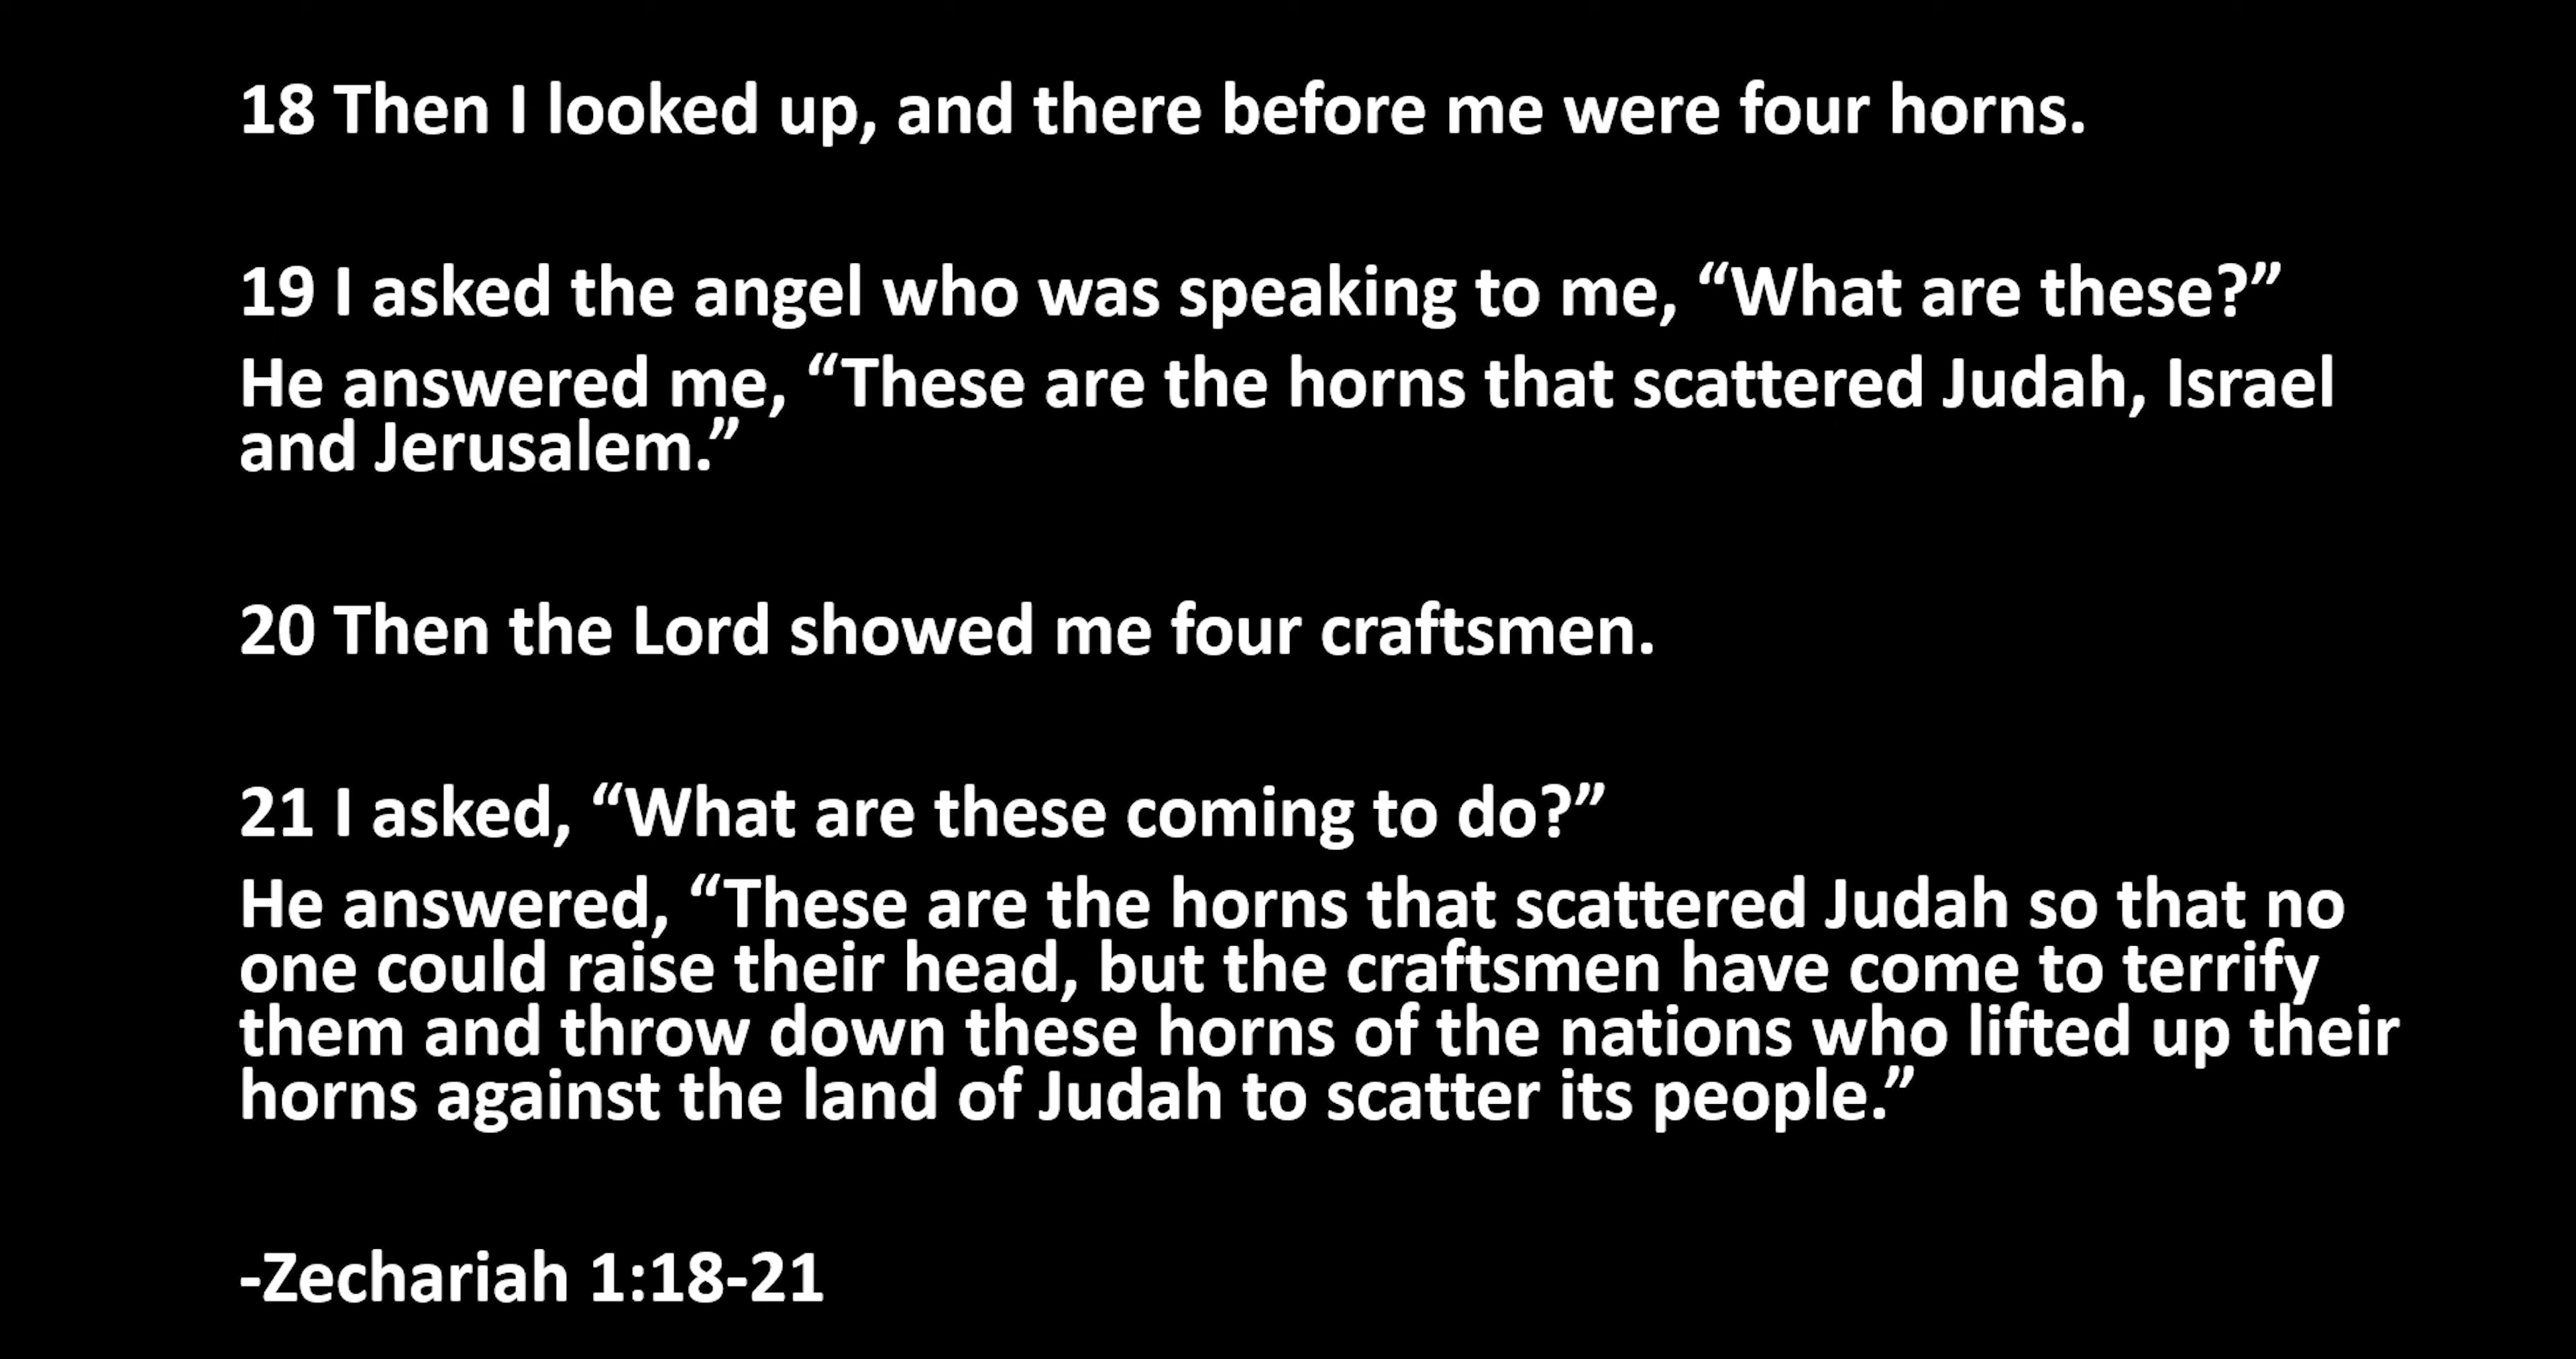 18 Then I looked up, and there before me were four horns.
19 I asked the angel who was speaking to me, “What are these?”
He answered me, “These are the horns that scattered Judah, Israel
and Jerusalem.”
20 Then the Lord showed me four craftsmen.
21 I asked, “What are these coming to do?”
He answered, “These are the horns that scattered Judah so that no
one could raise their head, but the craftsmen have come to terrify
them and throw down these horns of the nations who lifted up their
horns against the land of Judah to scatter its people.”
-Zechariah 1:18-21